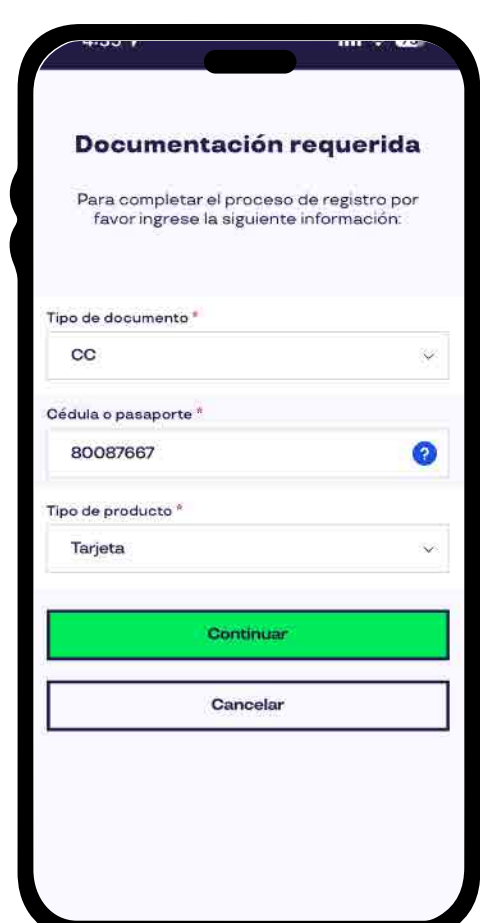 Documentación requerida
Para completar el proceso de registro por
favor ingrese la siguiente información:
Tipo de documento *
CC
Cédula o pasaporte *
80087667
?
Tipo de producto *
Tarjeta
Continuar
Cancelar